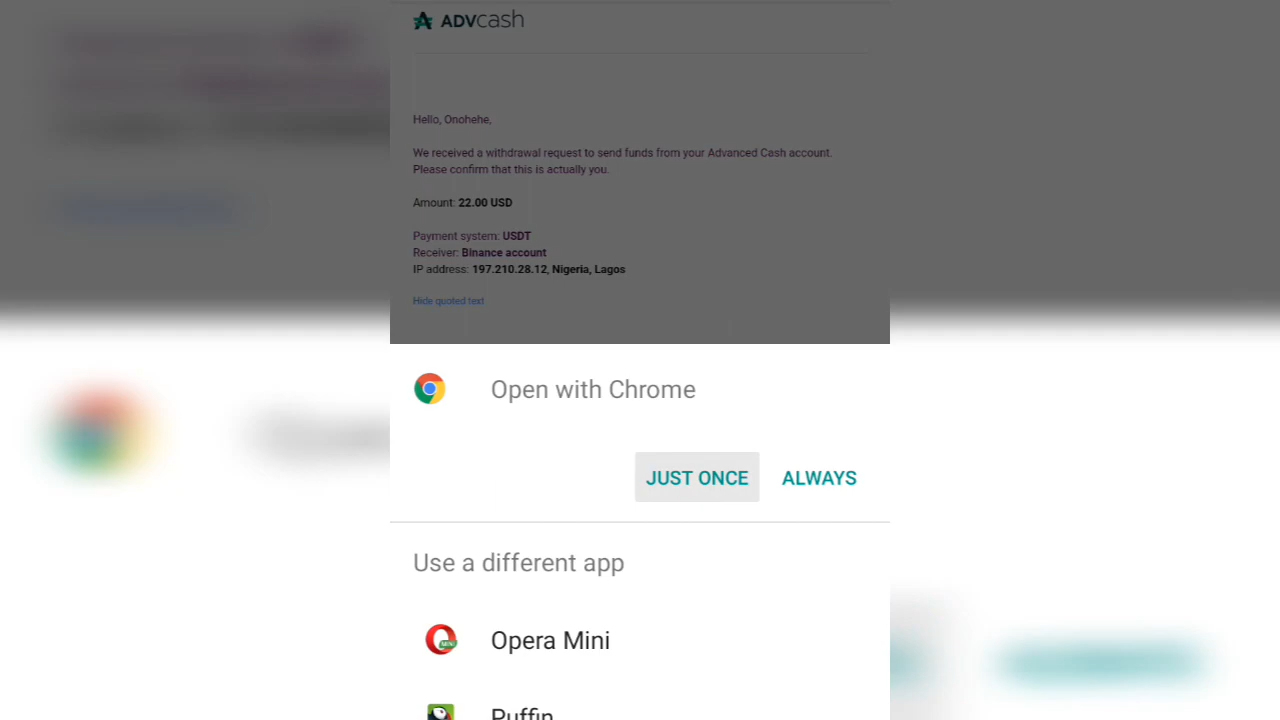 ADVcash
Hello, Onohehe,
We received a withdrawal request to send funds from your Advanced Cash account.
Please confirm that this is actually you.
Amount: 22.00 USD
Payment system: USDT
Receiver: Binance account
IP address: 197.210.28.12, Nigeria, Lagos
Hide quoted text
Open with Chrome
JUST ONCE ALWAYS
Use a different app
MINI Opera Mini
Puffin